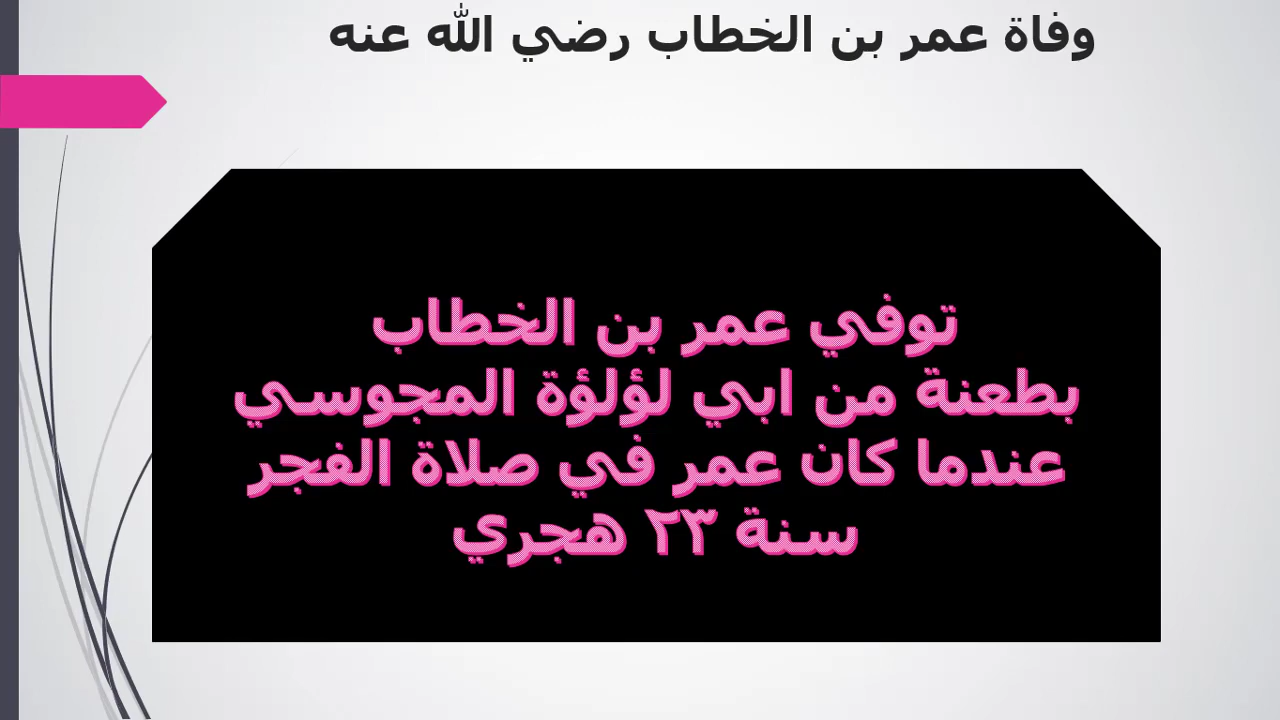 وفاة عمر بن الخطاب رضي الله عنه
توفي عمر بن الخطاب
بطعنة من ابي لؤلؤة المجوسي
عندما كان عمر في صلاة الفجر
سنة ٢٣ هجري